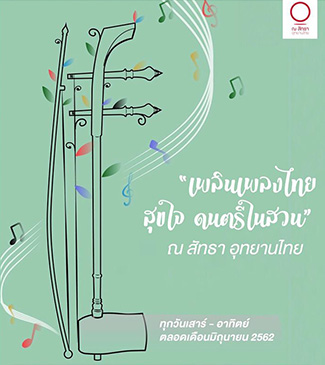 ณ สัทธา
"เพลินเพลงไทย
สุขใจ ดนตรีในสวน"
ณ สัทธา อุทยานไทย
ทุกวันเสาร์ - อาทิตย์
ตลอดเดือนมิถุนายน 2562